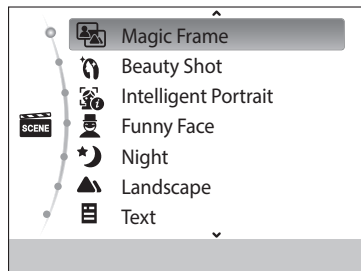 Magic Frame
Beauty Shot
Intelligent Portrait
Funny Face
SCENE
Night
Landscape
Text